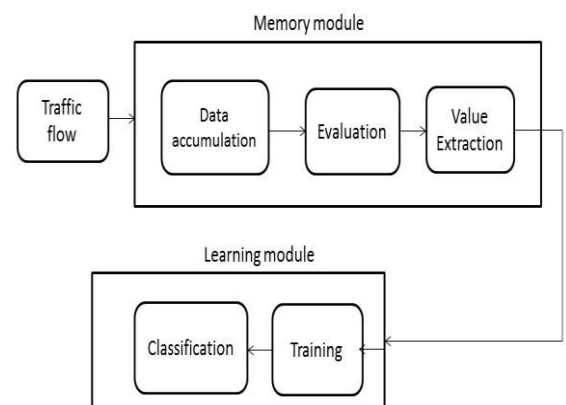 Memory module
Traffic
flow
Data
accumulation
Evaluation
Value
Extraction
Learning module
Classification
Training